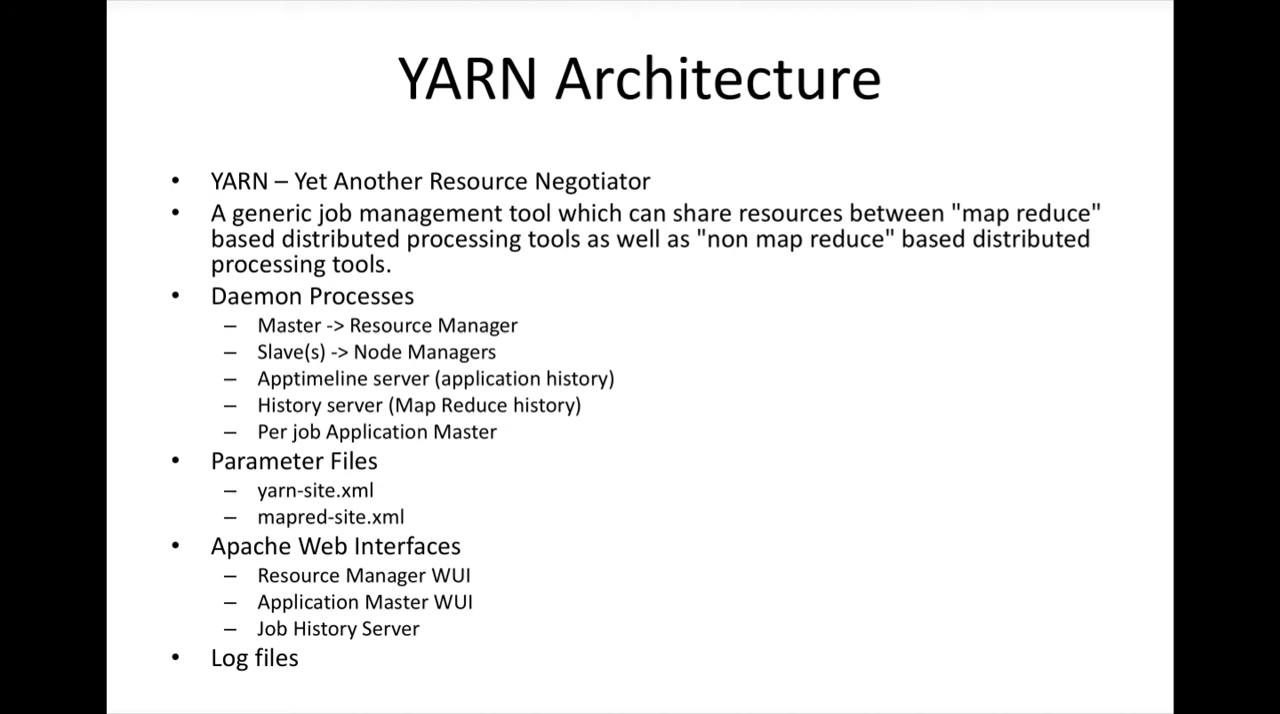 YARN Architecture
• YARN – Yet Another Resource Negotiator
• A generic job management tool which can share resources between "map reduce"
based distributed processing tools as well as "non map reduce" based distributed
processing tools.
• Daemon Processes
– Master -> Resource Manager
– Slave(s) -> Node Managers
– Apptimeline server (application history)
– History server (Map Reduce history)
– Per job Application Master
• Parameter Files
– yarn-site.xml
– mapred-site.xml
• Apache Web Interfaces
– Resource Manager WUI
– Application Master WUI
– Job History Server
• Log files